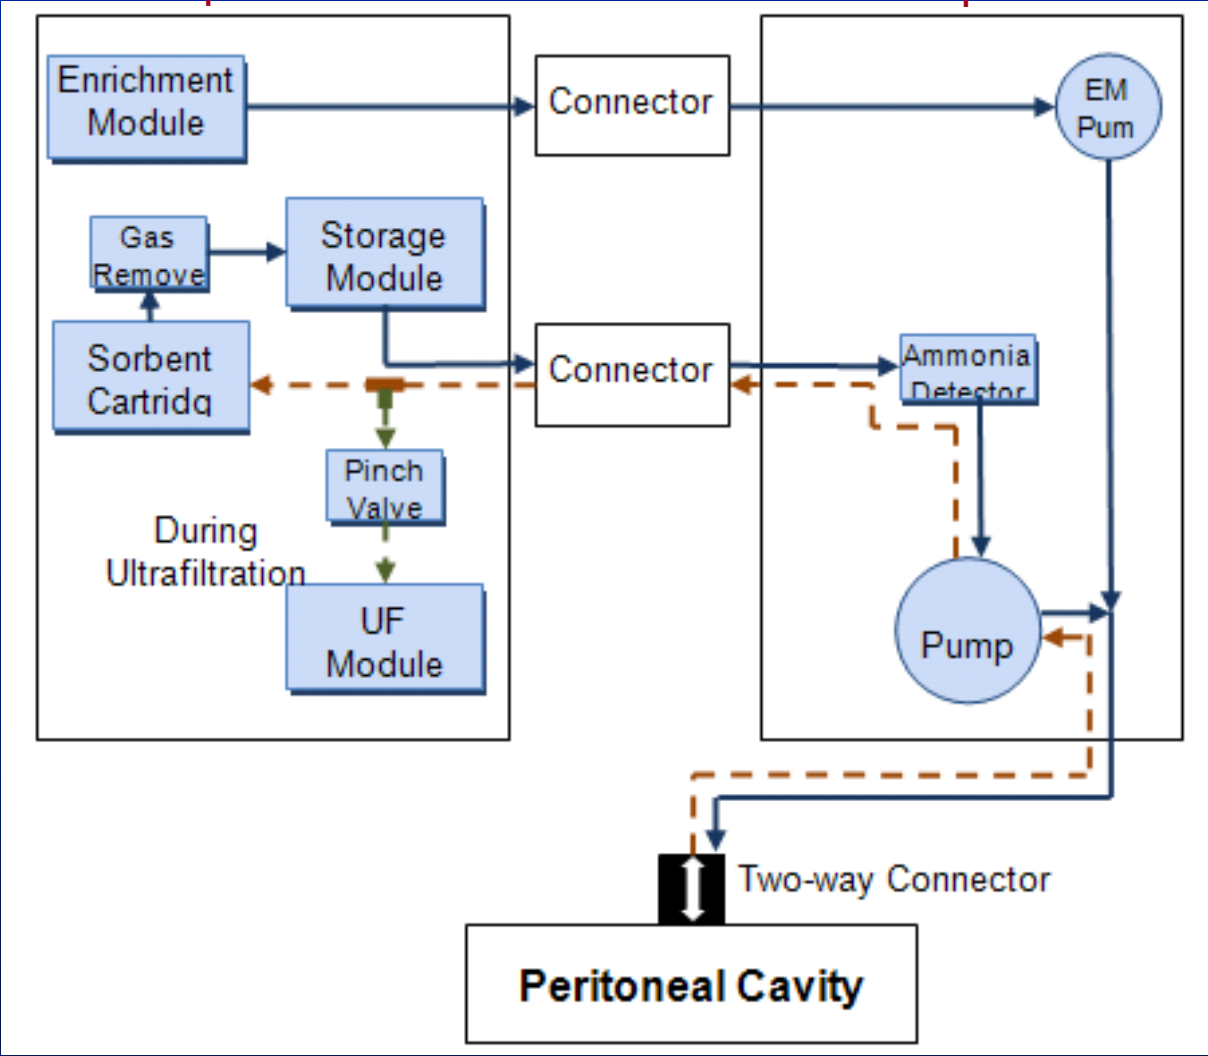 Enrichment
Module
Connector
EM
Pum
Gas
Remove
Storage
Module
Sorbent
Cartridg
Connector
Ammonia
Detector
Pinch
Valve
During
Ultrafiltration
UF
Module
Pump
Two-way Connector
Peritoneal Cavity